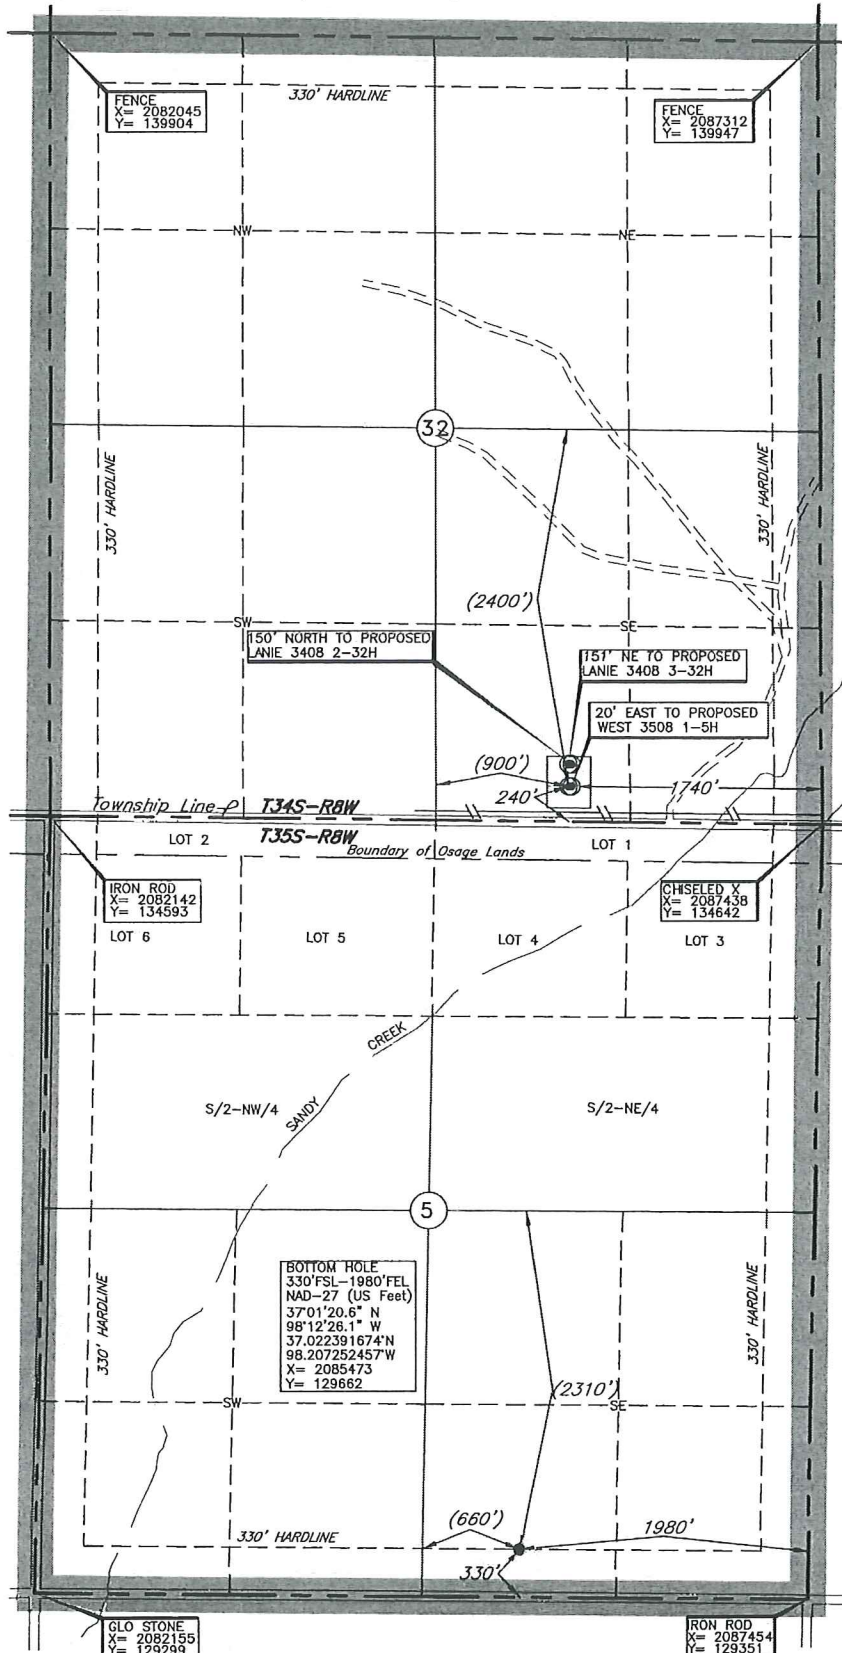 FENCE
X= 2082045
Y= 139904
330' HARDLINE
FENCE
X= 2087312
Y= 139947
NW
NE
32
330' HARDLINE
330' HARDLINE
(2400')
SW
SE
150' NORTH TO PROPOSED
LANIE 3408 2-32H
151' NE TO PROPOSED
LANIE 3408 3-32H
20' EAST TO PROPOSED
WEST 3508 1-5H
(900')
240'
1740'
Township Line
T34S-R8W
LOT 2
T35S-R8W
Boundary of Osage Lands
LOT 1
IRON ROD
X= 2082142
Y= 134593
CHISELED X
X= 2087438
Y= 134642
LOT 6
LOT 5
LOT 4
LOT 3
SANDY CREEK
S/2-NW/4
S/2-NE/4
5
330' HARDLINE
330' HARDLINE
BOTTOM HOLE
330'FSL-1980'FEL
NAD-27 (US Feet)
37°01'20.6" N
98°12'26.1" W
37.022391674°N
98.207252457°W
X= 2085473
Y= 129662
(2310')
SW
SE
330' HARDLINE
(660')
1980'
330'
GLO STONE
X= 2082155
Y= 129299
IRON ROD
X= 2087454
Y= 129351